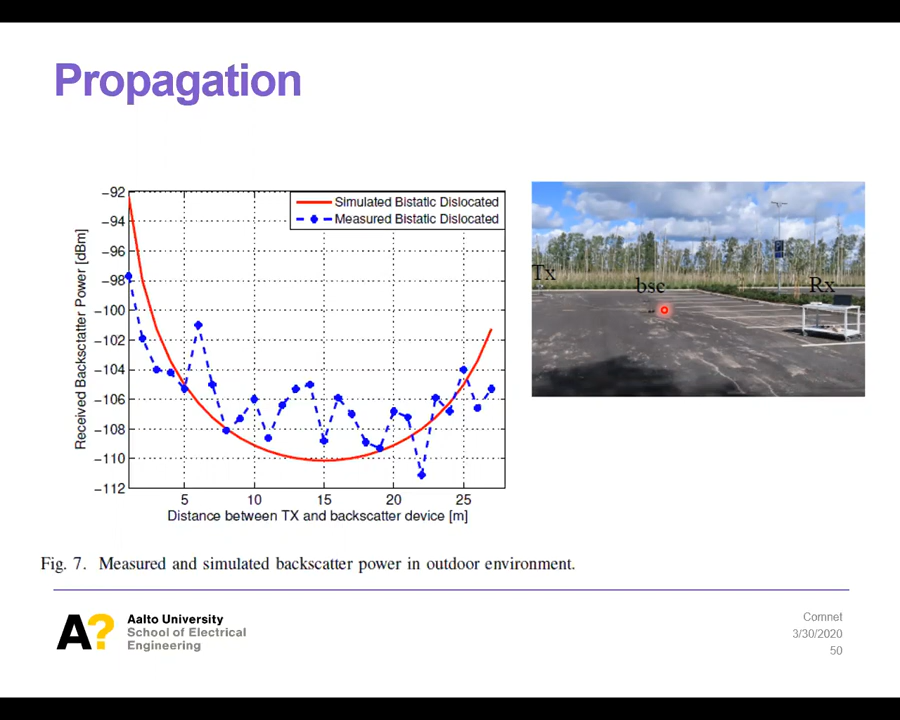 Propagation
−92
−94
−96
−98
−100
−102
−104
−106
−108
−110
−112
Received Backsctatter Power [dBm]
Simulated Bistatic Dislocated
Measured Bistatic Dislocated
5 10 15 20 25
Distance between TX and backscatter device [m]
Tx
bsc
Rx
Fig. 7. Measured and simulated backscatter power in outdoor environment.
A?
Aalto University
School of Electrical
Engineering
Comnet
3/30/2020
50